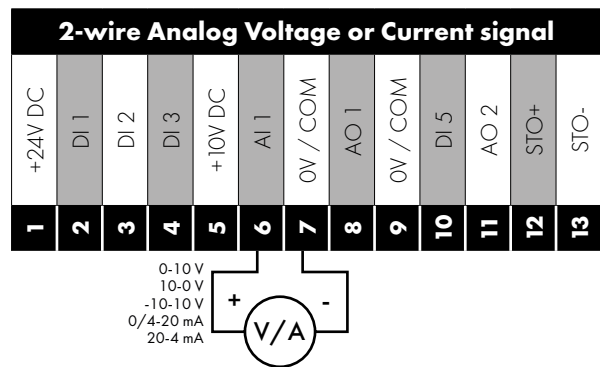 2-wire Analog Voltage or Current signal
+24V DC
DI 1
DI 2
DI 3
+10V DC
AI 1
0V / COM
AO 1
0V / COM
DI 5
AO 2
STO+
STO-
1 2 3 4 5 6 7 8 9 10 11 12 13
0-10 V
10-0 V
-10-10 V
0/4-20 mA
20-4 mA
+ -
V/A